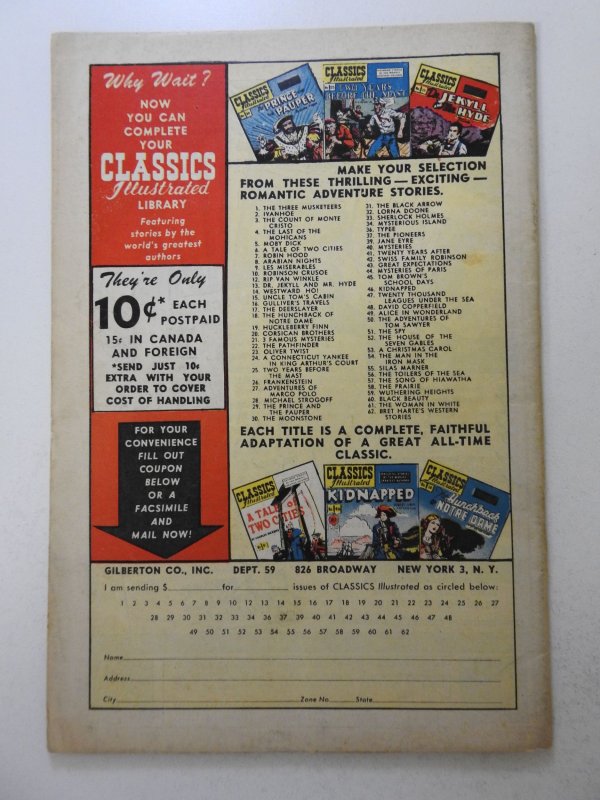 Why Wait?
NOW
YOU CAN
COMPLETE
YOUR
CLASSICS
Illustrated
LIBRARY
Featuring
stories by the
world's greatest
authors
They're Only
10¢* EACH
POSTPAID
15¢ IN CANADA
AND FOREIGN
*SEND JUST 10¢
EXTRA WITH YOUR
ORDER TO COVER
COST OF HANDLING
FOR YOUR
CONVENIENCE
FILL OUT
COUPON
BELOW
OR A
FACSIMILE
AND
MAIL NOW!
CLASSICS
Illustrated
PRINCE
PAUPER
CLASSICS
Illustrated
TWO YEARS
BEFORE THE MAST
CLASSICS
Illustrated
JEKYLL
HYDE
MAKE YOUR SELECTION
FROM THESE THRILLING—EXCITING—
ROMANTIC ADVENTURE STORIES.
1. THE THREE MUSKETEERS
2. IVANHOE
3. THE COUNT OF MONTE
CRISTO
4. THE LAST OF THE
MOHICANS
5. MOBY DICK
6. A TALE OF TWO CITIES
7. ROBIN HOOD
8. ARABIAN NIGHTS
9. LES MISERABLES
10. ROBINSON CRUSOE
12. RIP VAN WINKLE
13. DR. JEKYLL AND MR. HYDE
14. WESTWARD HO!
15. UNCLE TOM'S CABIN
16. GULLIVER'S TRAVELS
17. THE DEERSLAYER
18. THE HUNCHBACK OF
NOTRE DAME
19. HUCKLEBERRY FINN
20. CORSICAN BROTHERS
21. 3 FAMOUS MYSTERIES
22. THE PATHFINDER
23. OLIVER TWIST
24. A CONNECTICUT YANKEE
IN KING ARTHUR'S COURT
25. TWO YEARS BEFORE
THE MAST
26. FRANKENSTEIN
27. ADVENTURES OF
MARCO POLO
28. MICHAEL STROGOFF
29. THE PRINCE AND
THE PAUPER
30. THE MOONSTONE
31. THE BLACK ARROW
32. LORNA DOONE
33. SHERLOCK HOLMES
34. MYSTERIOUS ISLAND
36. TYPEE
37. THE PIONEERS
39. JANE EYRE
40. MYSTERIES
41. TWENTY YEARS AFTER
42. SWISS FAMILY ROBINSON
43. GREAT EXPECTATIONS
44. MYSTERIES OF PARIS
45. TOM BROWN'S
SCHOOL DAYS
46. KIDNAPPED
47. TWENTY THOUSAND
LEAGUES UNDER THE SEA
48. DAVID COPPERFIELD
49. ALICE IN WONDERLAND
50. THE ADVENTURES OF
TOM SAWYER
51. THE SPY
52. THE HOUSE OF THE
SEVEN GABLES
53. A CHRISTMAS CAROL
54. THE MAN IN THE
IRON MASK
55. SILAS MARNER
56. THE TOILERS OF THE SEA
57. THE SONG OF HIAWATHA
58. THE PRAIRIE
59. WUTHERING HEIGHTS
60. BLACK BEAUTY
61. THE WOMAN IN WHITE
62. BRET HARTE'S WESTERN
STORIES
EACH TITLE IS A COMPLETE, FAITHFUL
ADAPTATION OF A GREAT ALL-TIME
CLASSIC.
CLASSICS
Illustrated
A TALE OF
TWO CITIES
CLASSICS
Illustrated
KIDNAPPED
CLASSICS
Illustrated
Hunchback
of NOTRE DAME
GILBERTON CO., INC. DEPT. 59 826 BROADWAY NEW YORK 3, N. Y.
I am sending $ for issues of CLASSICS Illustrated as circled below:
1 2 3 4 5 6 7 8 9 10 12 13 14 15 16 17 18 19 20 21 22 23 24 25 26 27
28 29 30 31 32 33 34 36 37 39 40 41 42 43 44 45 46 47 48
49 50 51 52 53 54 55 56 57 58 59 60 61 62
Name
Address
City Zone No. State